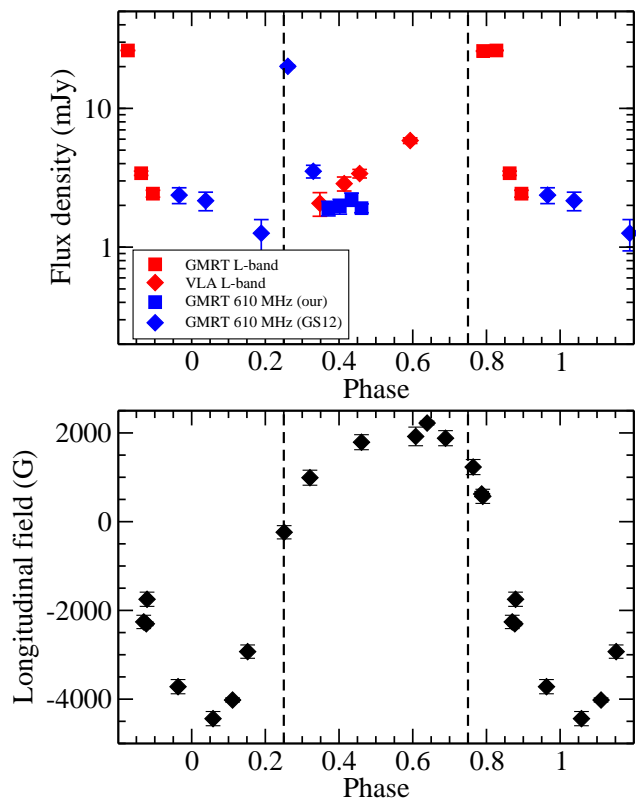 10
1
Flux density (mJy)
GMRT L-band
VLA L-band
GMRT 610 MHz (our)
GMRT 610 MHz (GS12)
0 0.2 0.4 0.6 0.8 1
Phase
2000
0
-2000
-4000
Longitudinal field (G)
0 0.2 0.4 0.6 0.8 1
Phase